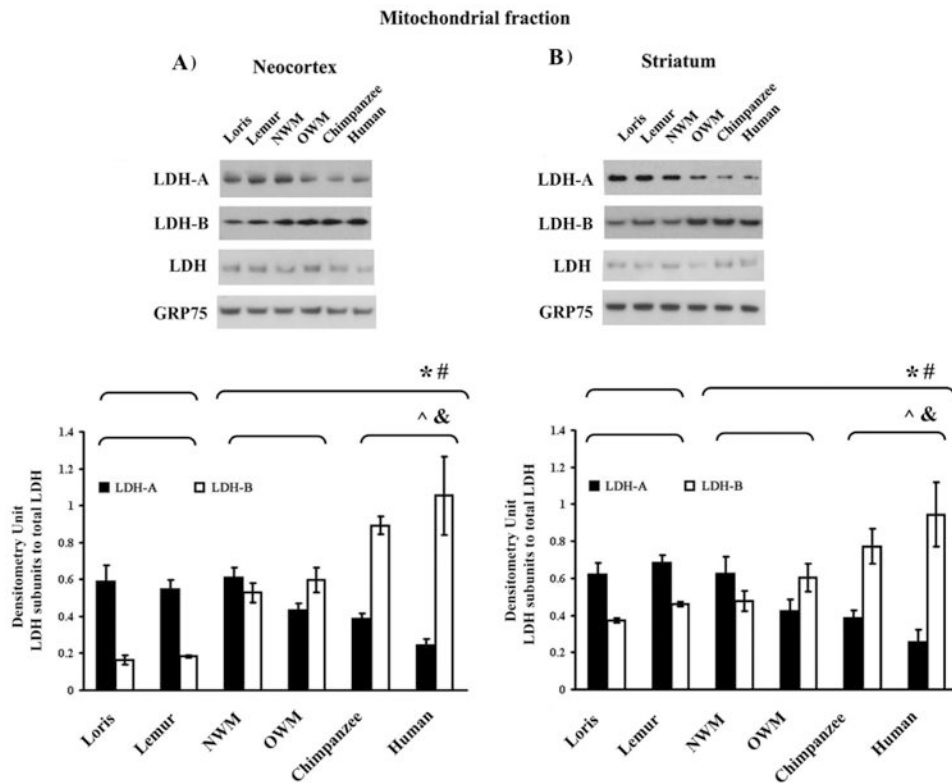 Mitochondrial fraction
A) Neocortex
Loris Lemur NWM OWM Chimpanzee Human
LDH-A
LDH-B
LDH
GRP75
* #
^ &
1.4
1.2
1
0.8
0.6
0.4
0.2
0
LDH-A LDH-B
Densitometry Unit
LDH subunits to total LDH
Loris Lemur NWM OWM Chimpanzee Human
B) Striatum
Loris Lemur NWM OWM Chimpanzee Human
LDH-A
LDH-B
LDH
GRP75
* #
^ &
1.4
1.2
1
0.8
0.6
0.4
0.2
0
LDH-A LDH-B
Densitometry Unit
LDH subunits to total LDH
Loris Lemur NWM OWM Chimpanzee Human